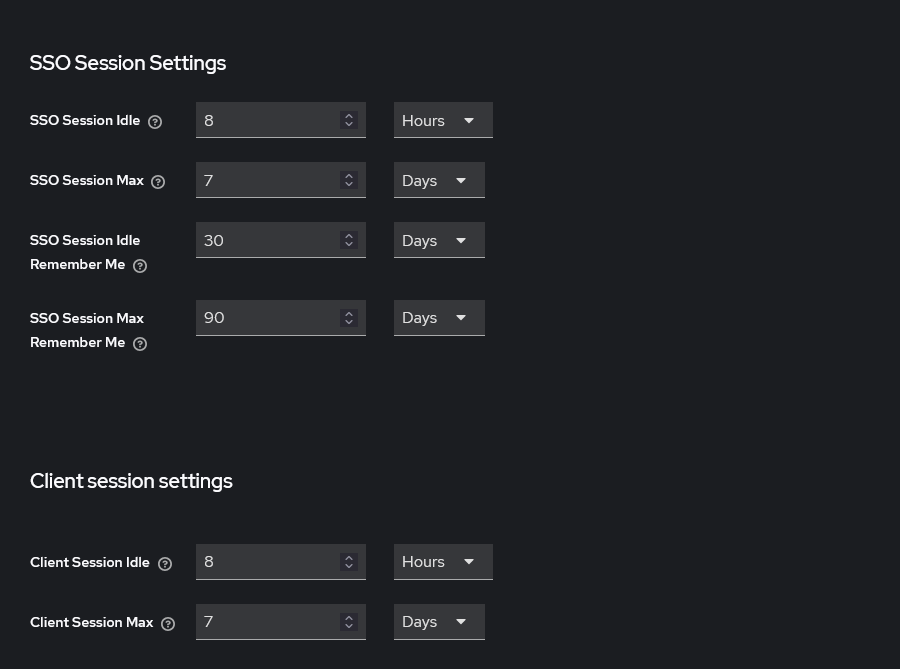 SSO Session Settings
SSO Session Idle
8
Hours
SSO Session Max
7
Days
SSO Session Idle
Remember Me
30
Days
SSO Session Max
Remember Me
90
Days
Client session settings
Client Session Idle
8
Hours
Client Session Max
7
Days